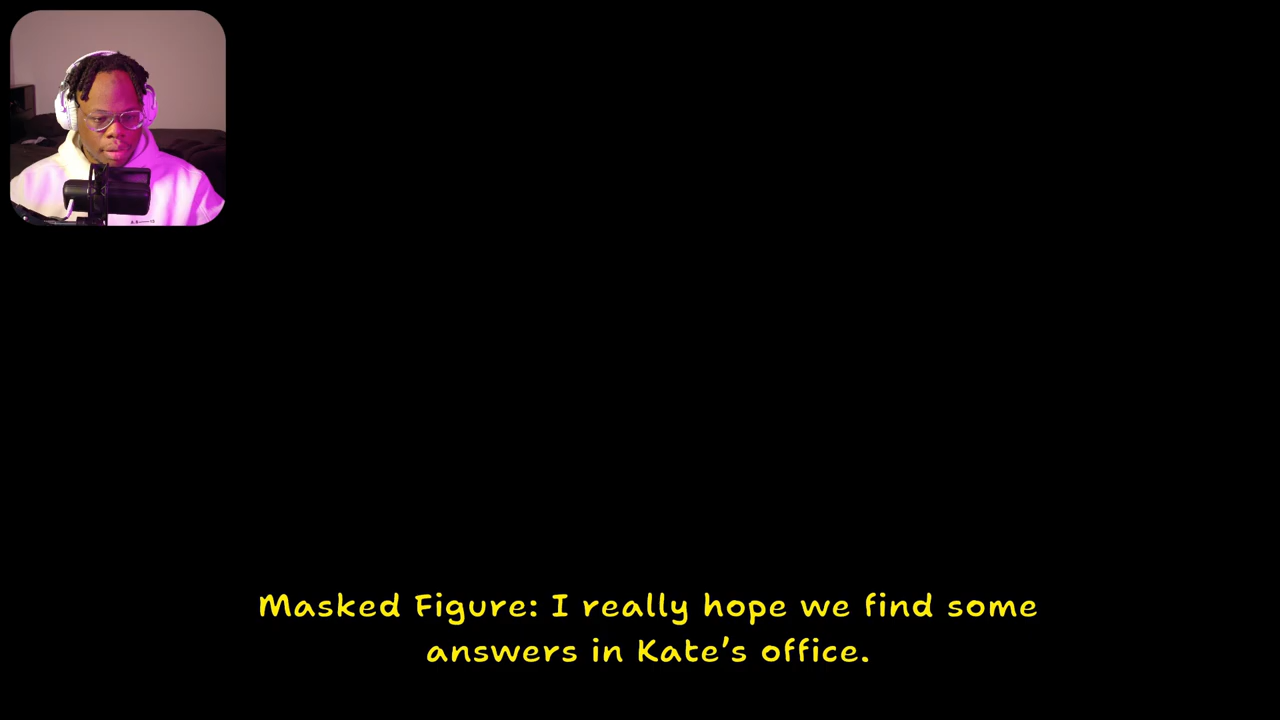 Masked Figure: I really hope we find some
answers in Kate's office.